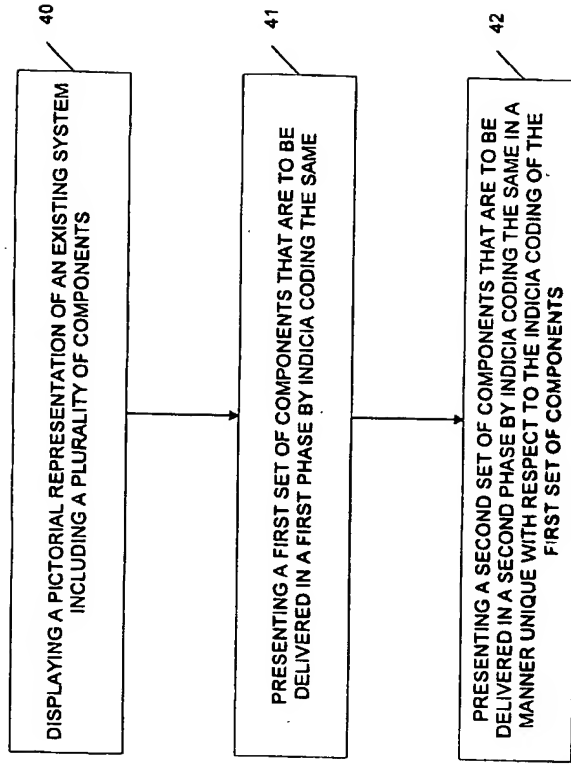 40
DISPLAYING A PICTORIAL REPRESENTATION OF AN EXISTING SYSTEM
INCLUDING A PLURALITY OF COMPONENTS
41
PRESENTING A FIRST SET OF COMPONENTS THAT ARE TO BE
DELIVERED IN A FIRST PHASE BY INDICIA CODING THE SAME
42
PRESENTING A SECOND SET OF COMPONENTS THAT ARE TO BE
DELIVERED IN A SECOND PHASE BY INDICIA CODING THE SAME IN A
MANNER UNIQUE WITH RESPECT TO THE INDICIA CODING OF THE
FIRST SET OF COMPONENTS